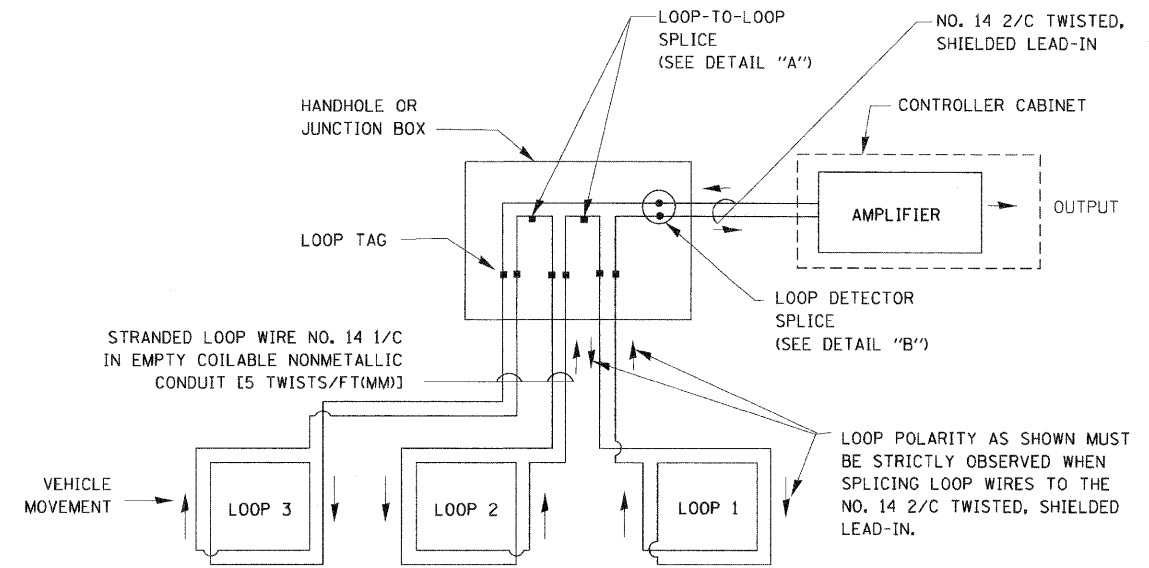 LOOP-TO-LOOP
SPLICE
(SEE DETAIL "A")
NO. 14 2/C TWISTED,
SHIELDED LEAD-IN
HANDHOLE OR
JUNCTION BOX
CONTROLLER CABINET
AMPLIFIER
OUTPUT
LOOP TAG
LOOP DETECTOR
SPLICE
(SEE DETAIL "B")
STRANDED LOOP WIRE NO. 14 1/C
IN EMPTY COILABLE NONMETALLIC
CONDUIT [5 TWISTS/FT(MM)]
LOOP POLARITY AS SHOWN MUST
BE STRICTLY OBSERVED WHEN
SPLICING LOOP WIRES TO THE
NO. 14 2/C TWISTED, SHIELDED
LEAD-IN.
VEHICLE
MOVEMENT
LOOP 3
LOOP 2
LOOP 1